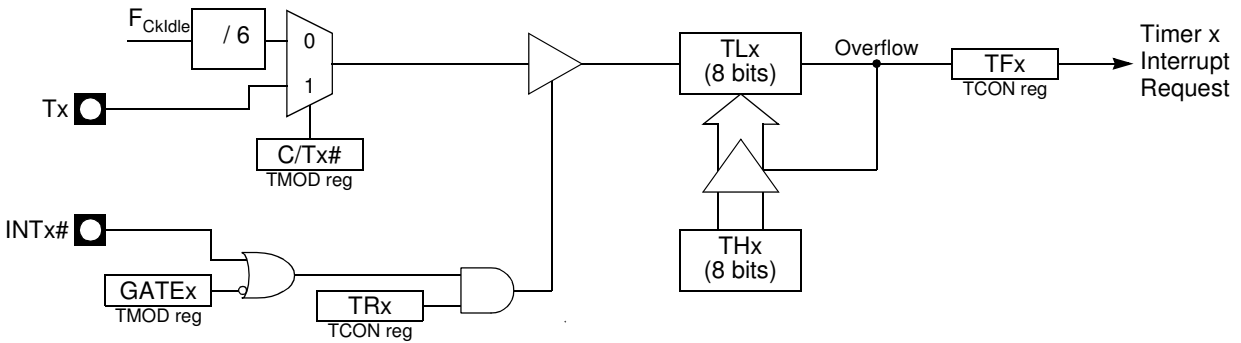 FCkIdle
/ 6
0
1
Tx
C/Tx#
TMOD reg
INTx#
GATEx
TMOD reg
TRx
TCON reg
TLx
(8 bits)
THx
(8 bits)
Overflow
TFx
TCON reg
Timer x
Interrupt
Request